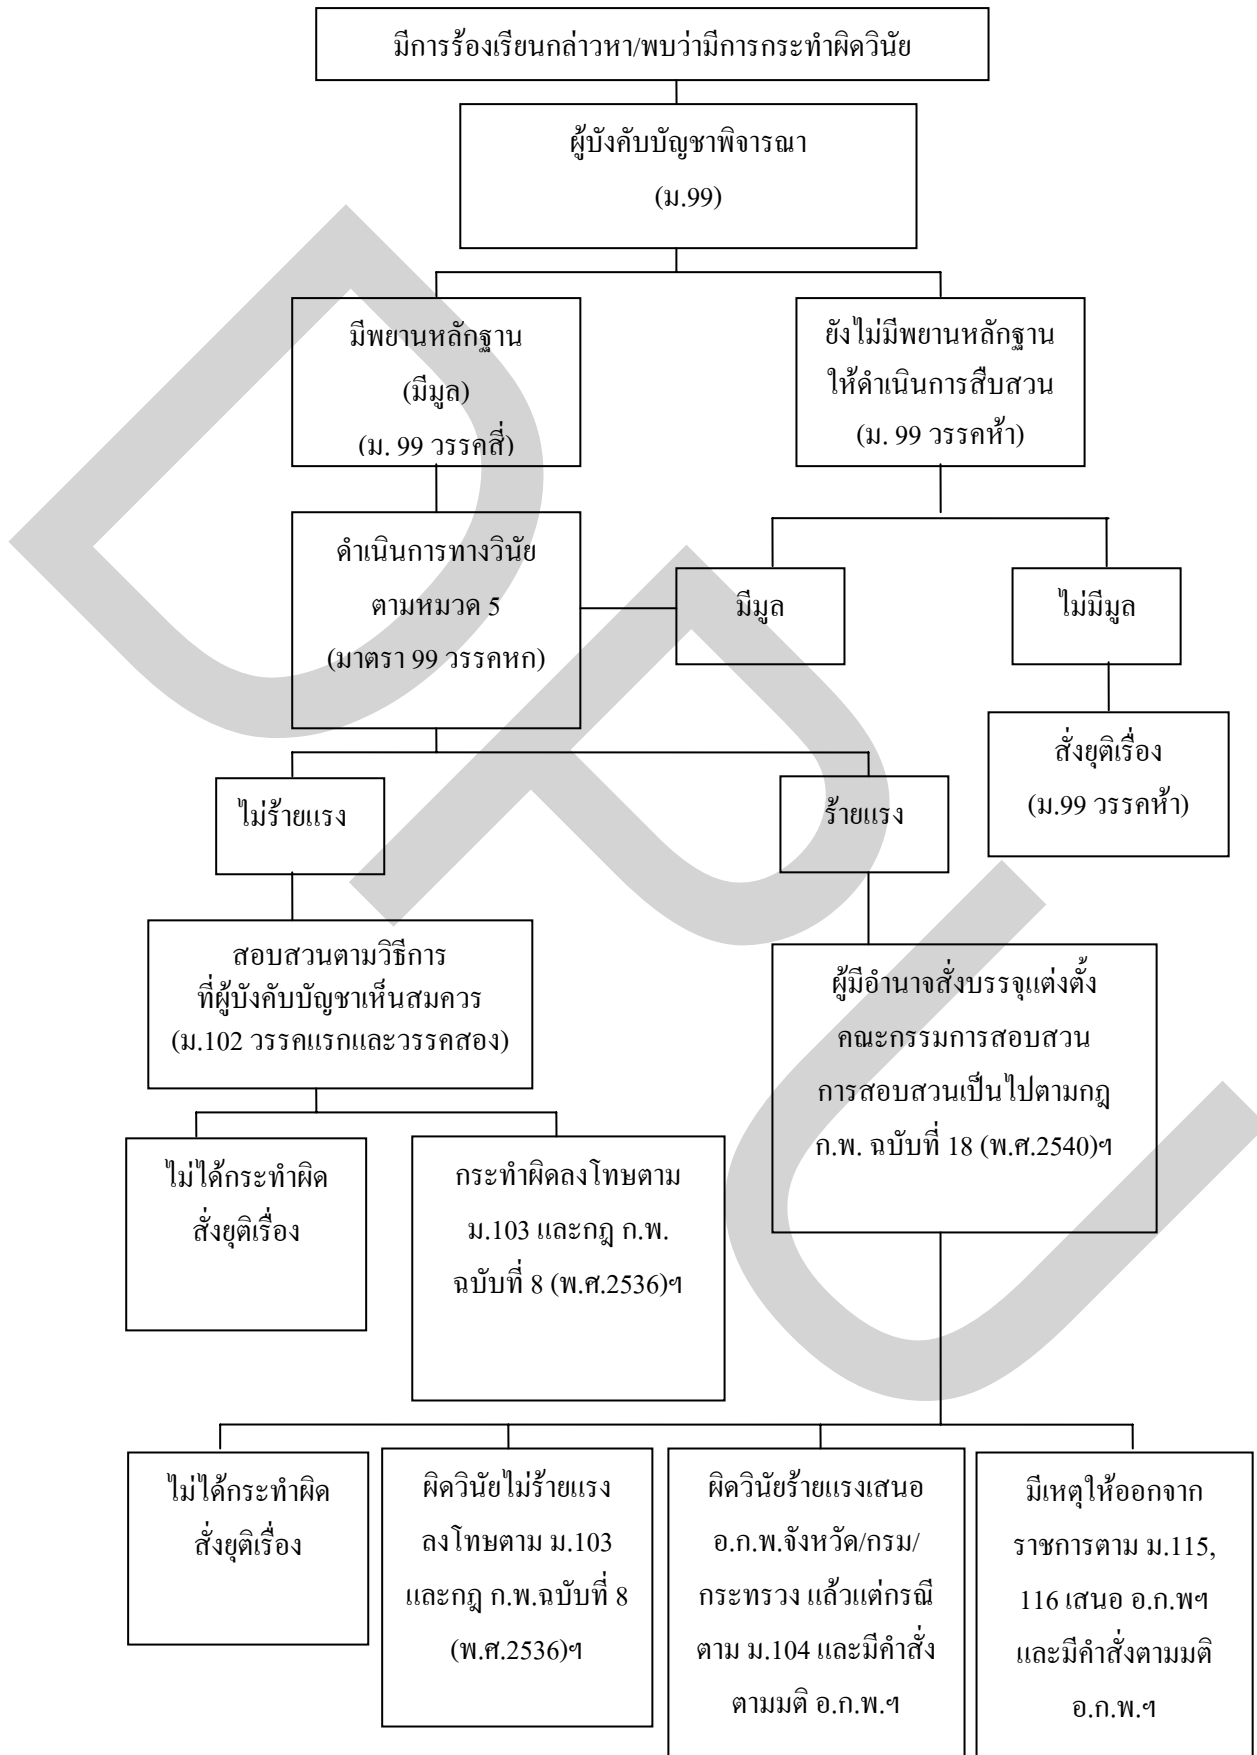 มีการร้องเรียนกล่าวหา/พบว่ามีการกระทำผิดวินัย
ผู้บังคับบัญชาพิจารณา
(ม.99)
มีพยานหลักฐาน
(มีมูล)
(ม. 99 วรรคสี่)
ยังไม่มีพยานหลักฐาน
ให้ดำเนินการสืบสวน
(ม. 99 วรรคห้า)
ดำเนินการทางวินัย
ตามหมวด 5
(มาตรา 99 วรรคหก)
มีมูล
ไม่มีมูล
สั่งยุติเรื่อง
(ม.99 วรรคห้า)
ไม่ร้ายแรง
ร้ายแรง
สอบสวนตามวิธีการ
ที่ผู้บังคับบัญชาเห็นสมควร
(ม.102 วรรคแรกและวรรคสอง)
ผู้มีอำนาจสั่งบรรจุแต่งตั้ง
คณะกรรมการสอบสวน
การสอบสวนเป็นไปตามกฎ
ก.พ. ฉบับที่ 18 (พ.ศ.2540)ฯ
ไม่ได้กระทำผิด
สั่งยุติเรื่อง
กระทำผิดลงโทษตาม
ม.103 และกฎ ก.พ.
ฉบับที่ 8 (พ.ศ.2536)ฯ
ไม่ได้กระทำผิด
สั่งยุติเรื่อง
ผิดวินัยไม่ร้ายแรง
ลงโทษตาม ม.103
และกฎ ก.พ.ฉบับที่ 8
(พ.ศ.2536)ฯ
ผิดวินัยร้ายแรงเสนอ
อ.ก.พ.จังหวัด/กรม/
กระทรวง แล้วแต่กรณี
ตาม ม.104 และมีคำสั่ง
ตามมติ อ.ก.พ.ฯ
มีเหตุให้ออกจาก
ราชการตาม ม.115,
116 เสนอ อ.ก.พฯ
และมีคำสั่งตามมติ
อ.ก.พ.ฯ
DPU